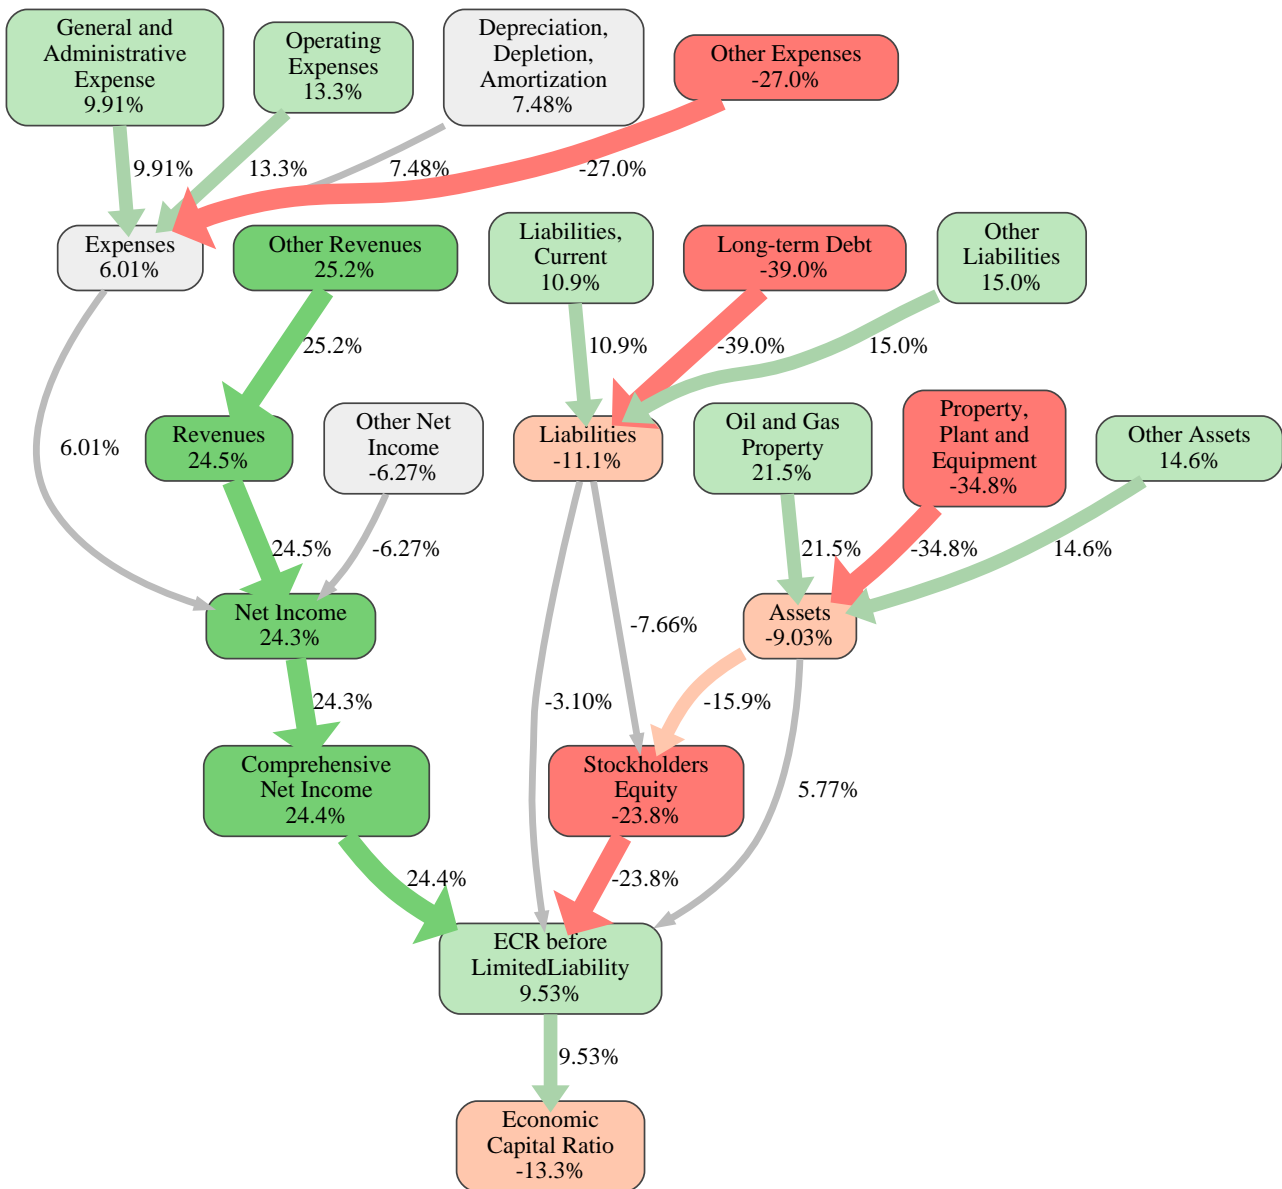 General and
Administrative
Expense
9.91%
Operating
Expenses
13.3%
Depreciation,
Depletion,
Amortization
7.48%
Other Expenses
-27.0%
9.91%
13.3%
7.48%
-27.0%
Expenses
6.01%
Other Revenues
25.2%
Liabilities,
Current
10.9%
Long-term Debt
-39.0%
Other
Liabilities
15.0%
25.2%
10.9%
-39.0%
15.0%
6.01%
Revenues
24.5%
Other Net
Income
-6.27%
Liabilities
-11.1%
Oil and Gas
Property
21.5%
Property,
Plant and
Equipment
-34.8%
Other Assets
14.6%
24.5%
-6.27%
21.5%
-34.8%
14.6%
Net Income
24.3%
-7.66%
Assets
-9.03%
24.3%
-3.10%
-15.9%
Comprehensive
Net Income
24.4%
Stockholders
Equity
-23.8%
5.77%
24.4%
-23.8%
ECR before
LimitedLiability
9.53%
9.53%
Economic
Capital Ratio
-13.3%